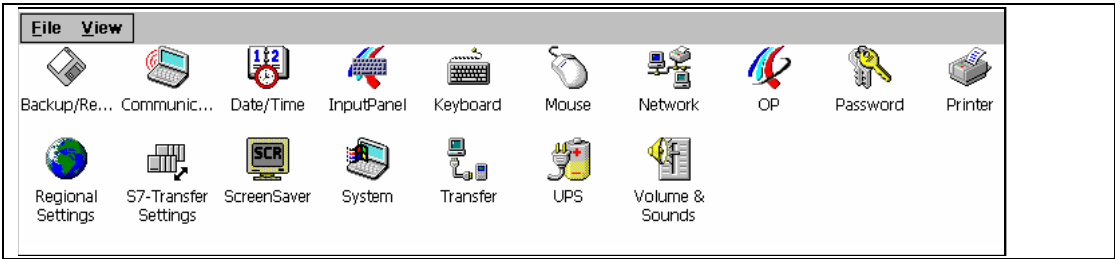 File View
Backup/Re... Communic... Date/Time InputPanel Keyboard Mouse Network OP Password Printer
SCR
Regional Settings S7-Transfer Settings ScreenSaver System Transfer UPS Volume & Sounds